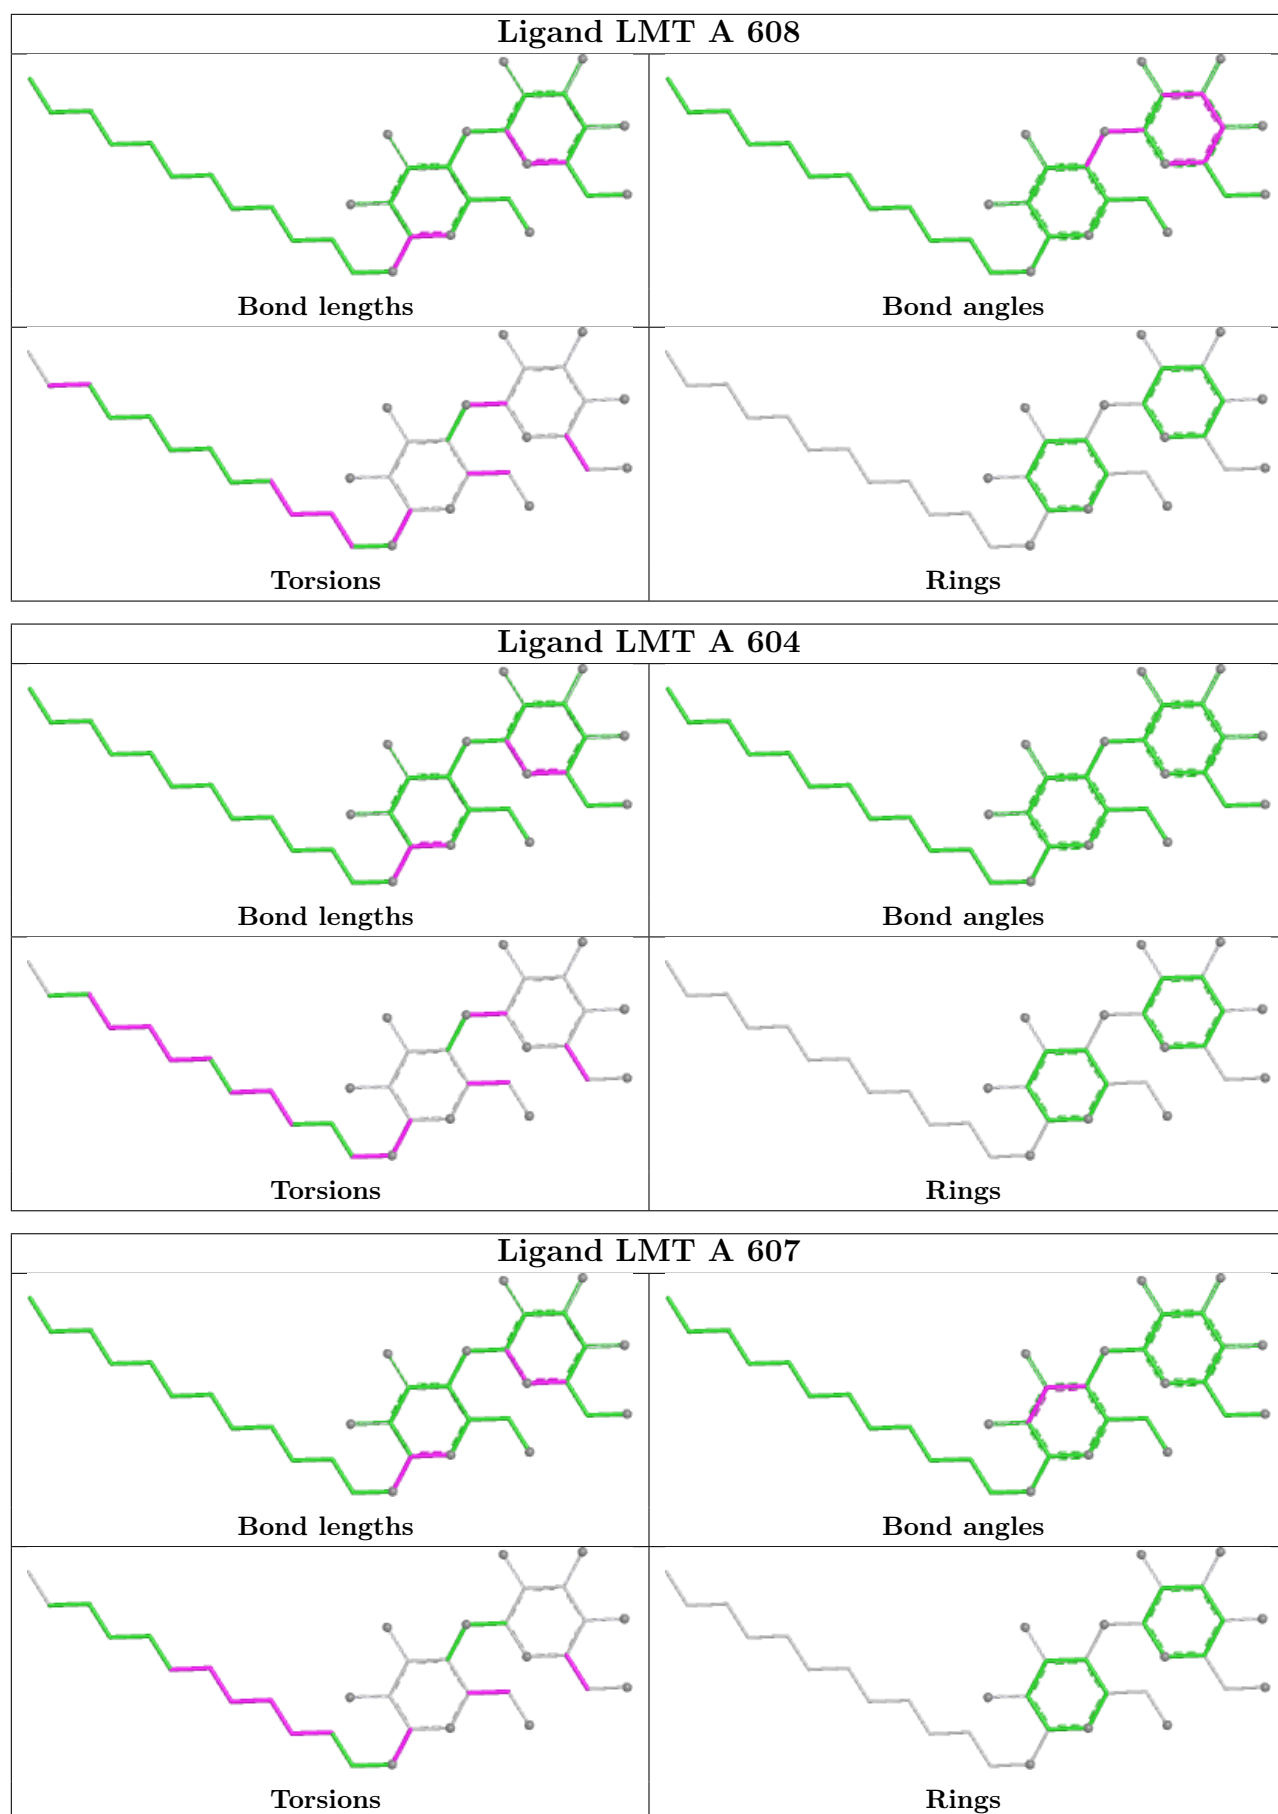 Ligand LMT A 608
Bond lengths
Bond angles
Torsions
Rings
Ligand LMT A 604
Bond lengths
Bond angles
Torsions
Rings
Ligand LMT A 607
Bond lengths
Bond angles
Torsions
Rings